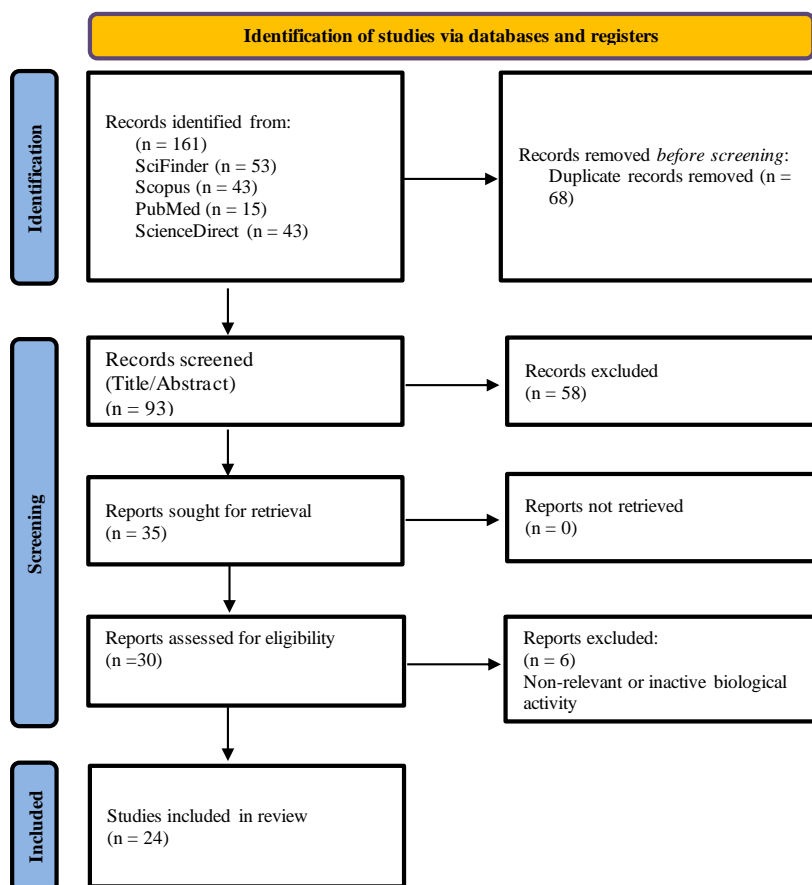 Identification of studies via databases and registers
Identification
Records identified from:
(n = 161)
SciFinder (n = 53)
Scopus (n = 43)
PubMed (n = 15)
ScienceDirect (n = 43)
Records removed before screening:
Duplicate records removed (n =
68)
Screening
Records screened
(Title/Abstract)
(n = 93)
Records excluded
(n = 58)
Reports sought for retrieval
(n = 35)
Reports not retrieved
(n = 0)
Reports assessed for eligibility
(n =30)
Reports excluded:
(n = 6)
Non-relevant or inactive biological
activity
Included
Studies included in review
(n = 24)